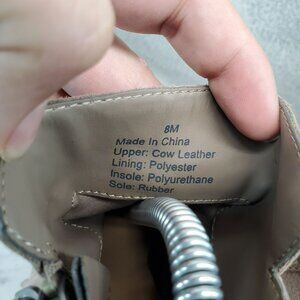 8M
Made In China
Upper: Cow Leather
Lining: Polyester
Insole: Polyurethane
Sole: Rubber